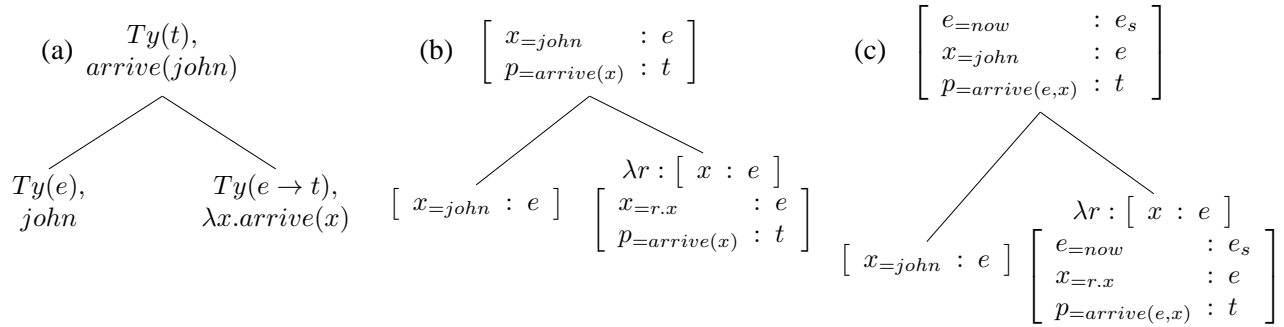 (a) Ty(t),
arrive(john)
Ty(e),
john
Ty(e → t),
λx.arrive(x)
(b) [ x=john : e
p=arrive(x) : t ]
[ x=john : e ]
λr : [ x : e ]
[ x=r.x : e
p=arrive(x) : t ]
(c) [ e=now : es
x=john : e
p=arrive(e,x) : t ]
[ x=john : e ]
λr : [ x : e ]
[ e=now : es
x=r.x : e
p=arrive(e,x) : t ]